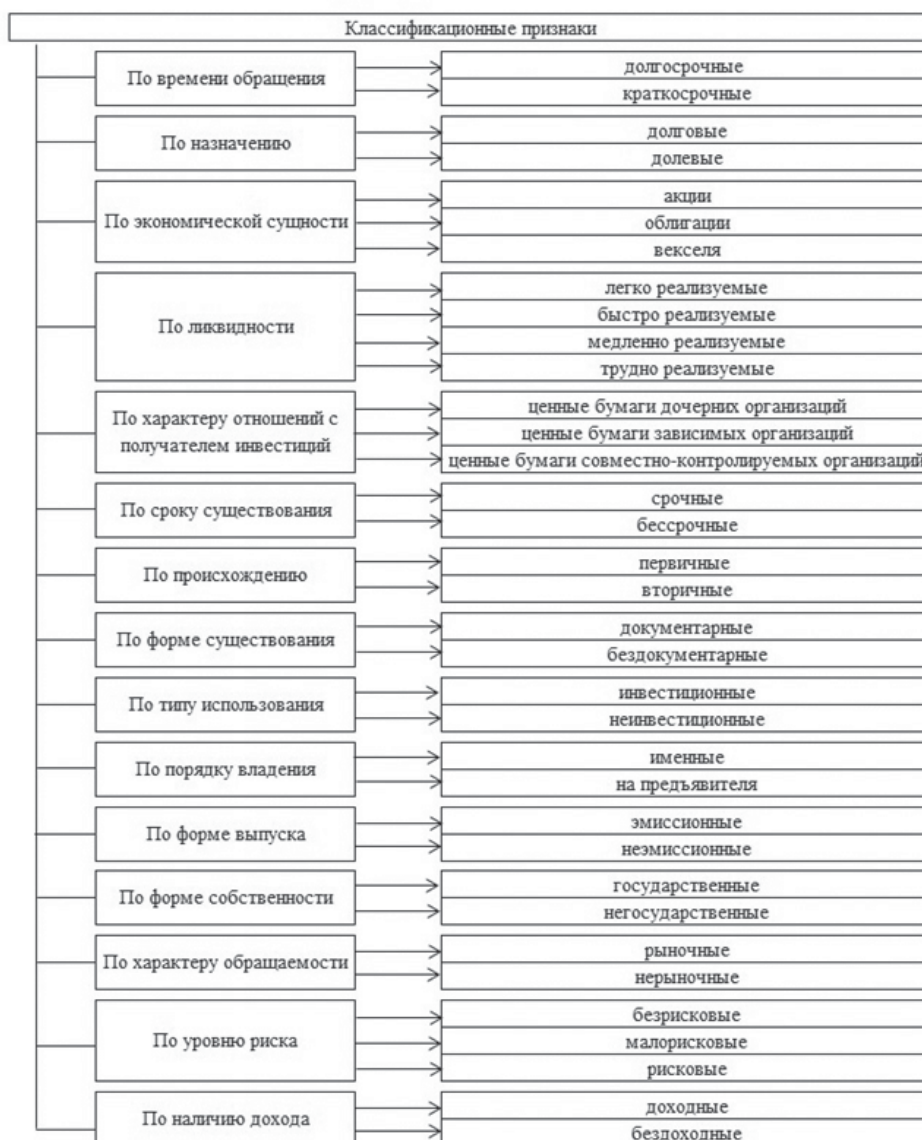 Классификационные признаки
По времени обращения
долгосрочные
краткосрочные
По назначению
долговые
долевые
По экономической сущности
акции
облигации
векселя
По ликвидности
легко реализуемые
быстро реализуемые
медленно реализуемые
трудно реализуемые
По характеру отношений с
получателем инвестиций
ценные бумаги дочерних организаций
ценные бумаги зависимых организаций
ценные бумаги совместно-контролируемых организаций
По сроку существования
срочные
бессрочные
По происхождению
первичные
вторичные
По форме существования
документарные
бездокументарные
По типу использования
инвестиционные
неинвестиционные
По порядку владения
именные
на предъявителя
По форме выпуска
эмиссионные
неэмиссионные
По форме собственности
государственные
негосударственные
По характеру обращаемости
рыночные
нерыночные
По уровню риска
безрисковые
малорисковые
рисковые
По наличию дохода
доходные
бездоходные